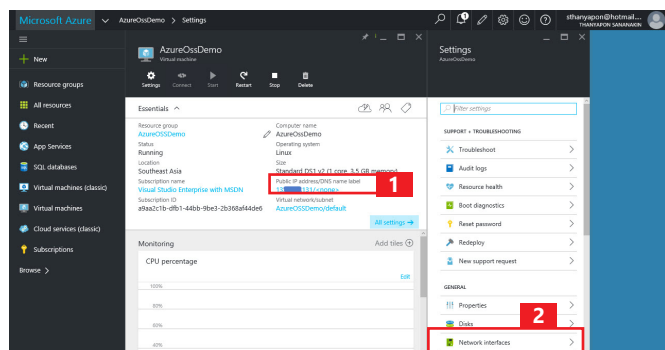 Microsoft Azure
AzureOssDemo > Settings
sthanyapon@hotmail...
THANYAPON SANANAKIN
New
Resource groups
All resources
Recent
App Services
SQL databases
Virtual machines (classic)
Virtual machines
Cloud services (classic)
Subscriptions
Browse >
AzureOssDemo
Virtual machine
Settings
Connect
Start
Restart
Stop
Delete
Essentials
Resource group
AzureOSSDemo
Status
Running
Location
Southeast Asia
Subscription name
Visual Studio Enterprise with MSDN
Subscription ID
a9aa2c1b-dfb1-44bb-9be3-2b368af44de6
Computer name
AzureOssDemo
Operating system
Linux
Size
Standard DS1 v2 (1 core, 3.5 GB memory)
Public IP address/DNS name label
133/<none>
1
Virtual network/subnet
AzureOSSDemo/default
All settings →
Monitoring
Add tiles
CPU percentage
Edit
100%
80%
60%
40%
Settings
AzureOssDemo
Filter settings
SUPPORT + TROUBLESHOOTING
Troubleshoot
Audit logs
Resource health
Boot diagnostics
Reset password
Redeploy
New support request
GENERAL
Properties
Disks
2
Network interfaces